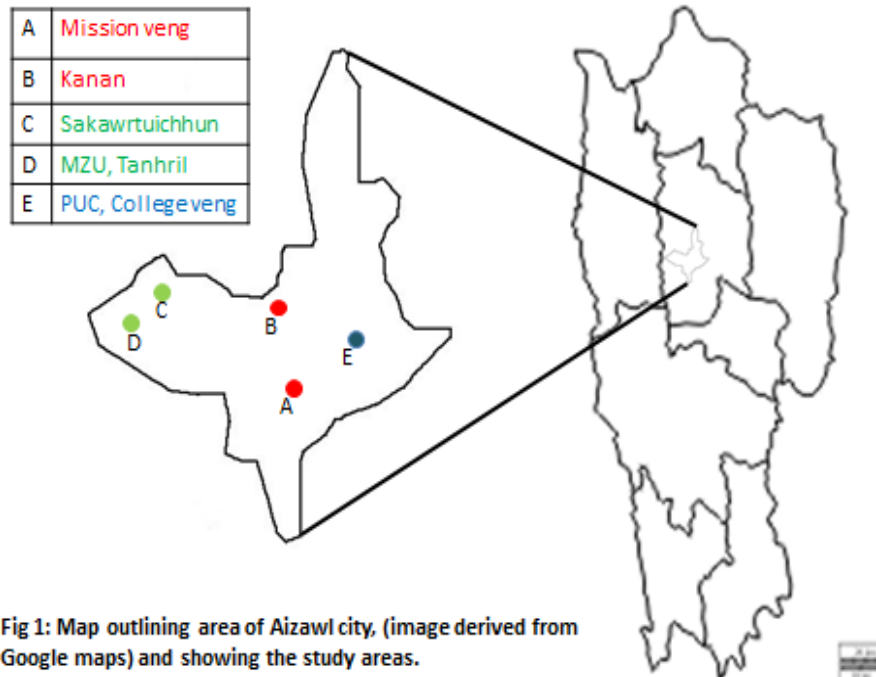 A Mission veng
B Kanan
C Sakawrtuichhun
D MZU, Tanhril
E PUC, College veng
C
B
D
E
A
Fig 1: Map outlining area of Aizawl city, (image derived from
Google maps) and showing the study areas.